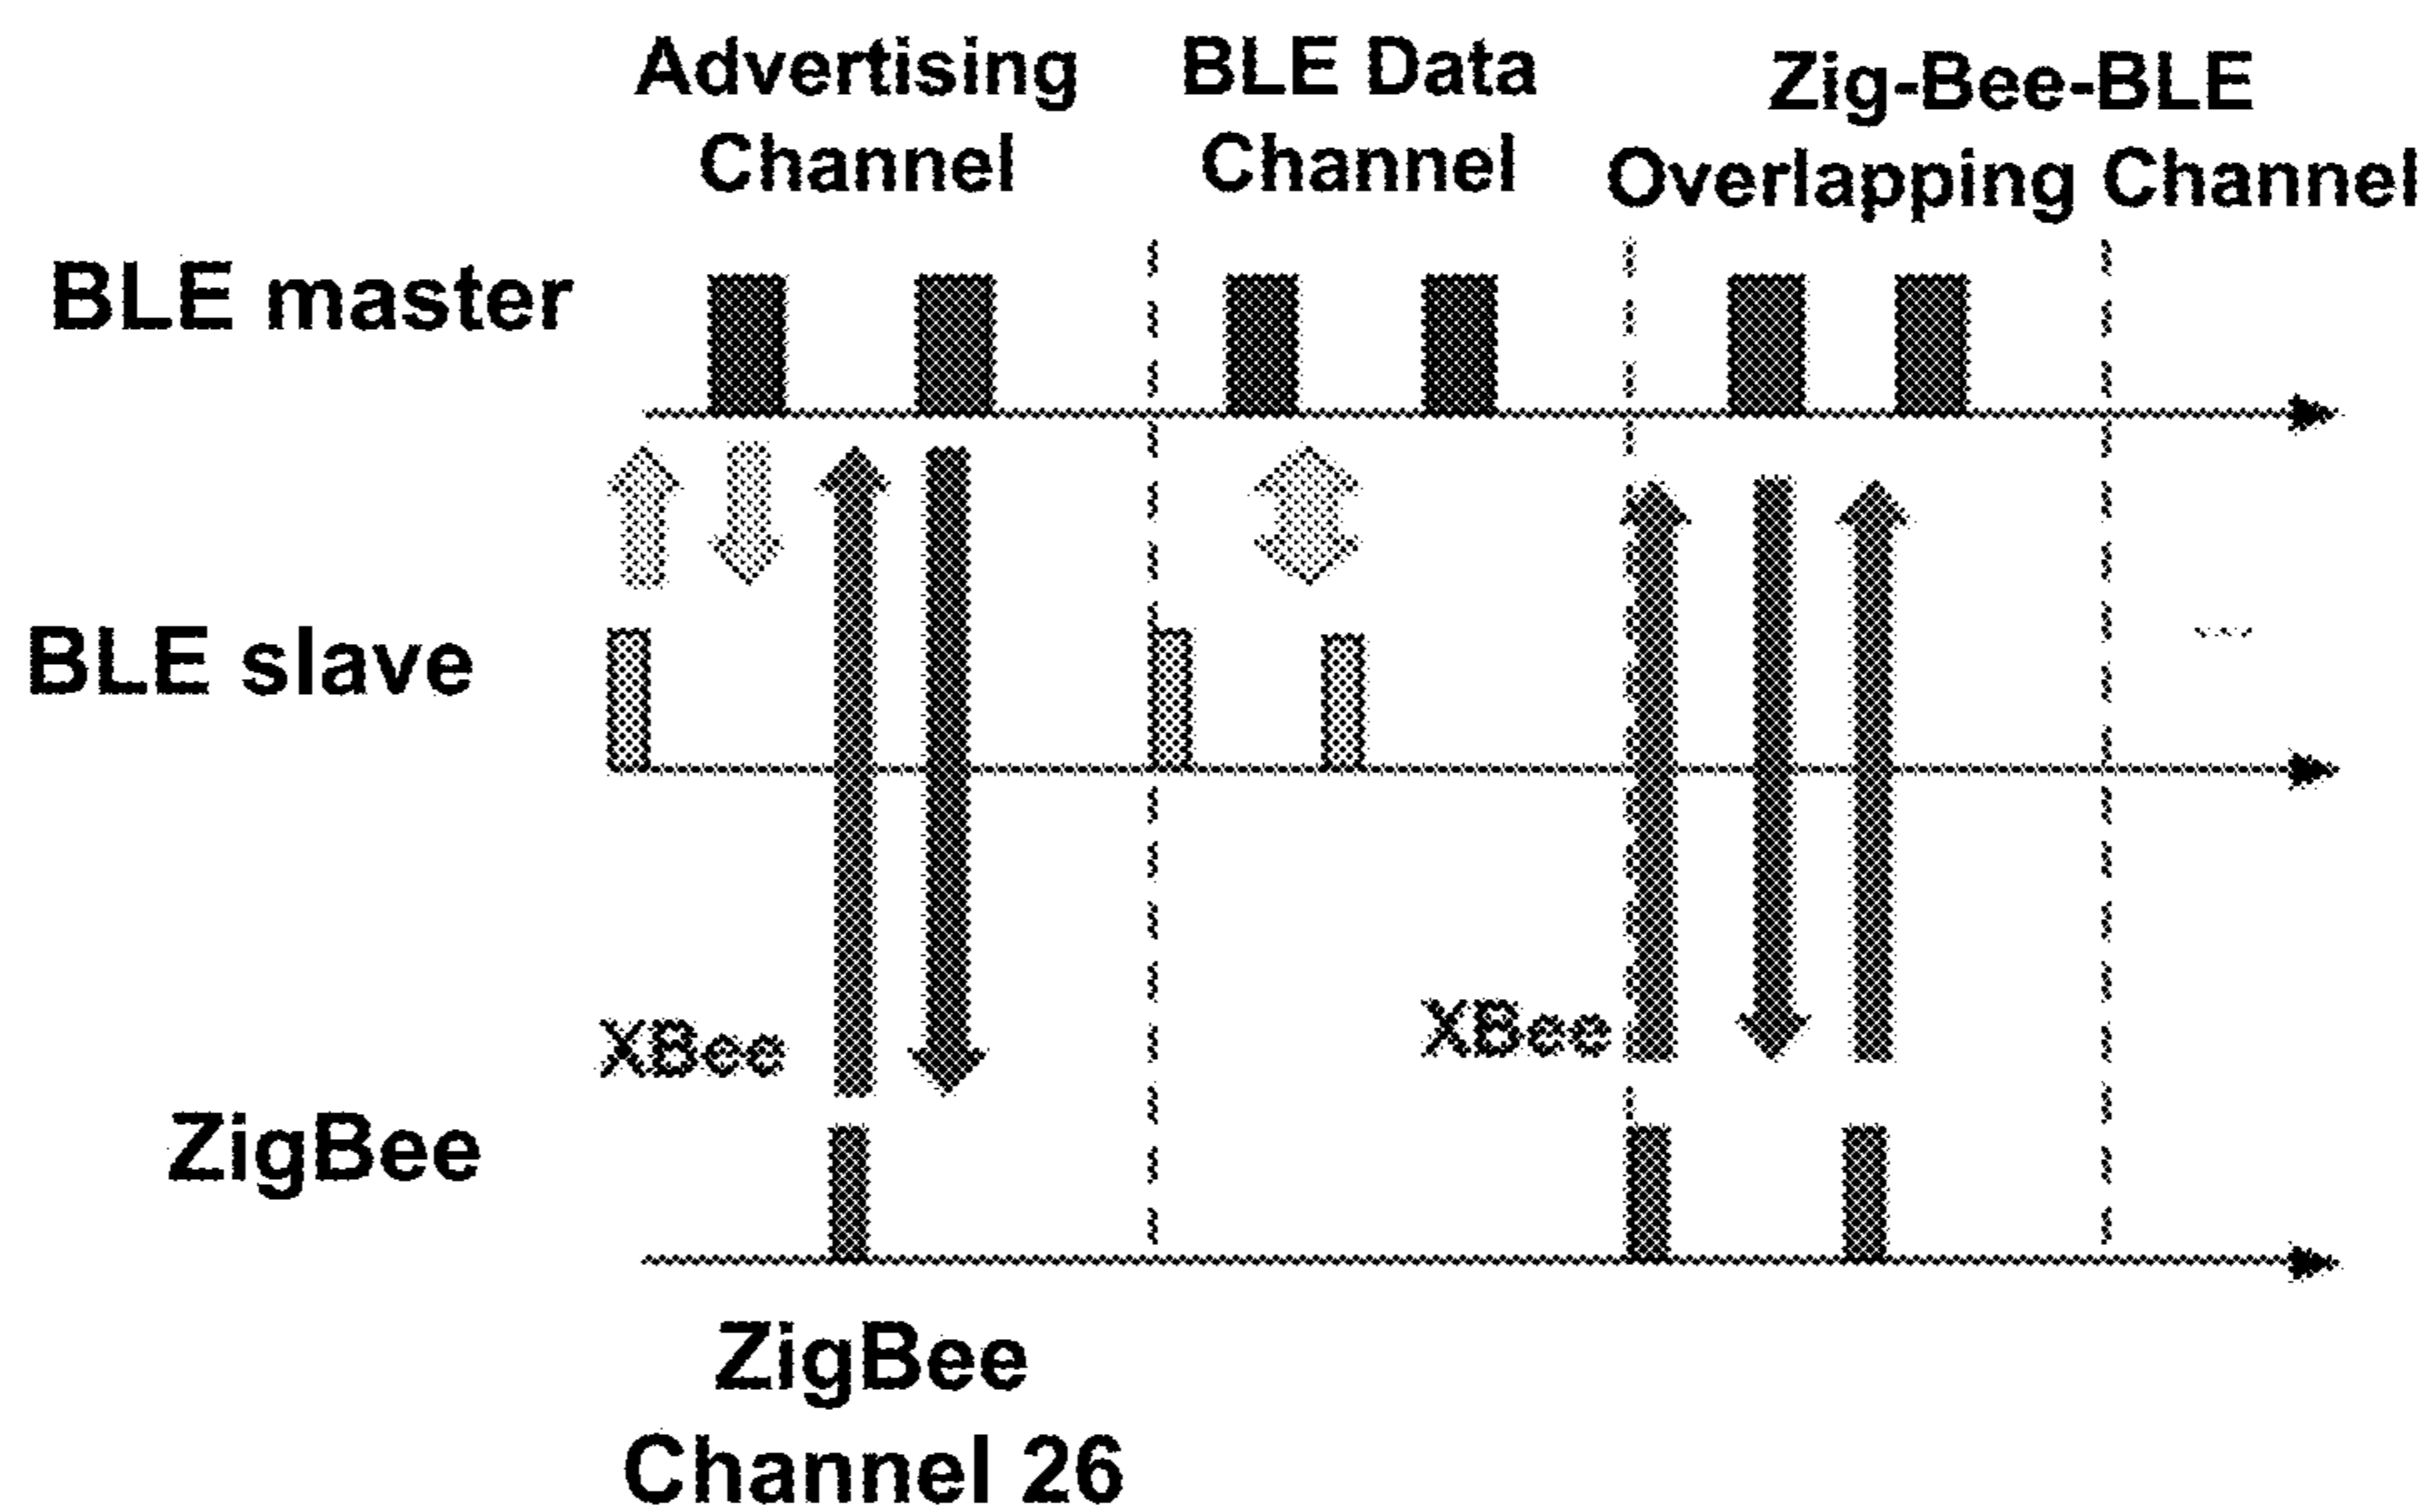 Advertising
Channel
BLE Data
Channel
Zig-Bee-BLE
Overlapping Channel
BLE master
BLE slave
XBee
XBee
ZigBee
ZigBee
Channel 26